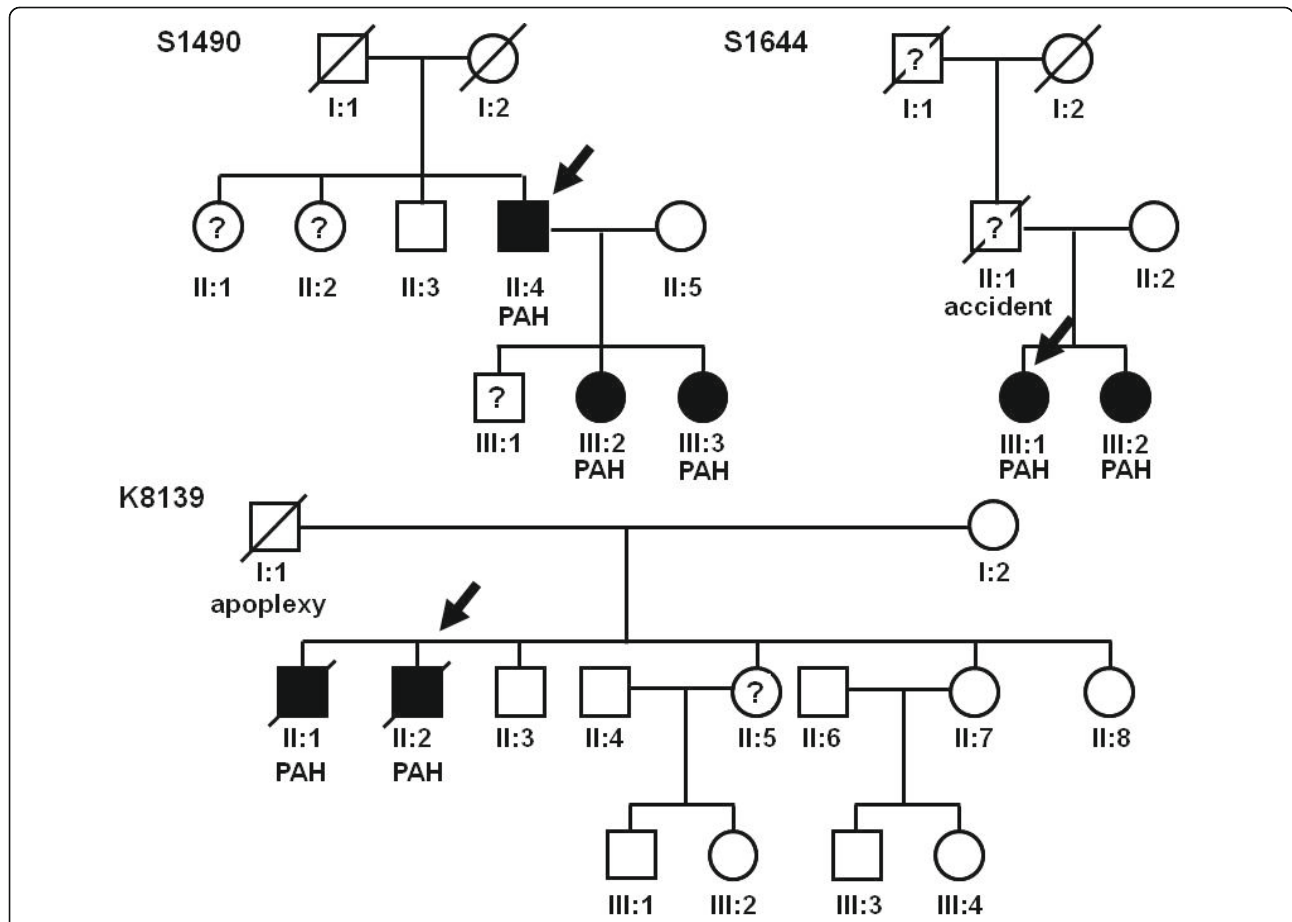 S1490
S1644
?
I:1 I:2
I:1 I:2
? ?
?
II:1 II:2 II:3 II:4 II:5
PAH
II:1 II:2
accident
?
III:1 III:2 III:3
PAH PAH
III:1 III:2
PAH PAH
K8139
I:1 I:2
apoplexy
?
II:1 II:2 II:3 II:4 II:5 II:6 II:7 II:8
PAH PAH
III:1 III:2 III:3 III:4